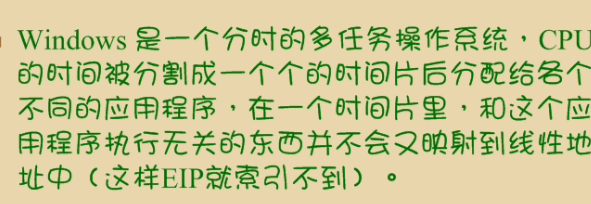 Windows 是一个分时的多任务操作系统，CPU
的时间被分割成一个个的时间片后分配给各个
不同的应用程序，在一个时间片里，和这个应
用程序执行无关的东西并不会又映射到线性地
址中（这样EIP就索引不到）。